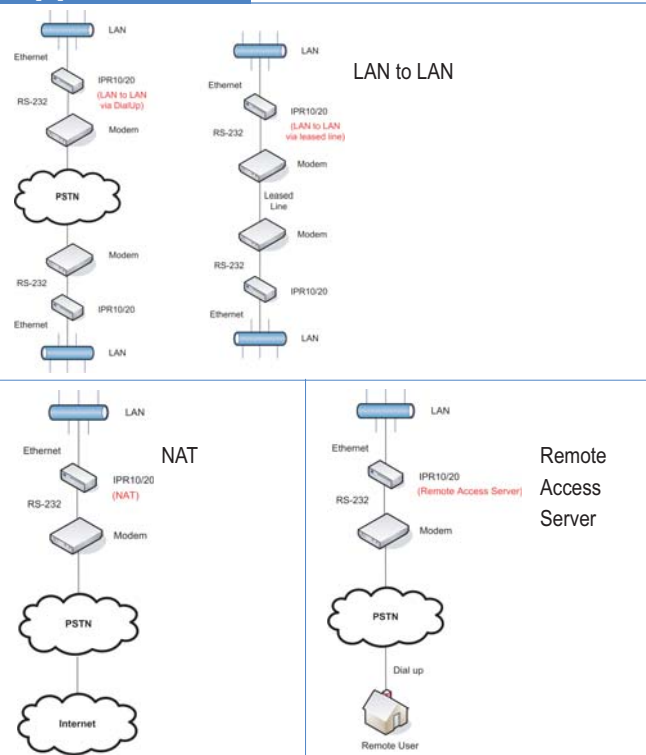 LAN
Ethernet
IPR10/20
(LAN to LAN
via DialUp)
RS-232
Modem
PSTN
Modem
RS-232
IPR10/20
Ethernet
LAN
LAN
Ethernet
IPR10/20
(LAN to LAN
via leased line)
RS-232
Modem
Leased
Line
Modem
RS-232
IPR10/20
Ethernet
LAN
LAN to LAN
LAN
Ethernet
IPR10/20
(NAT)
RS-232
Modem
PSTN
Internet
NAT
LAN
Ethernet
IPR10/20
(Remote Access Server)
RS-232
Modem
PSTN
Dial up
Remote User
Remote
Access
Server